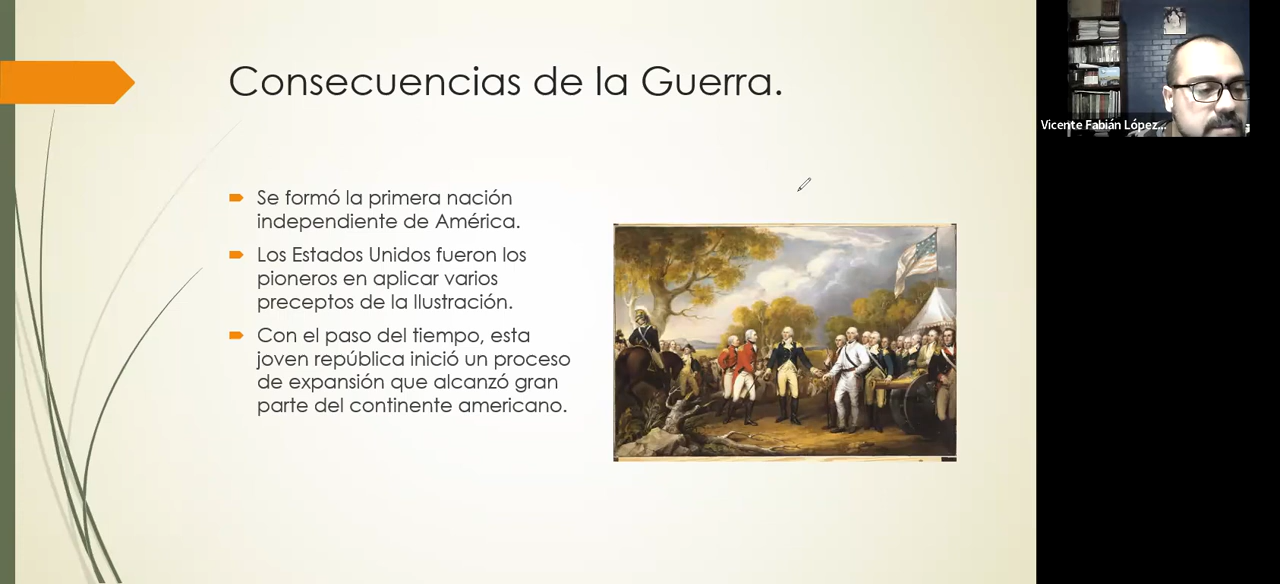 Consecuencias de la Guerra.
Se formó la primera nación
independiente de América.
Los Estados Unidos fueron los
pioneros en aplicar varios
preceptos de la Ilustración.
Con el paso del tiempo, esta
joven república inició un proceso
de expansión que alcanzó gran
parte del continente americano.
Vicente Fabián López...